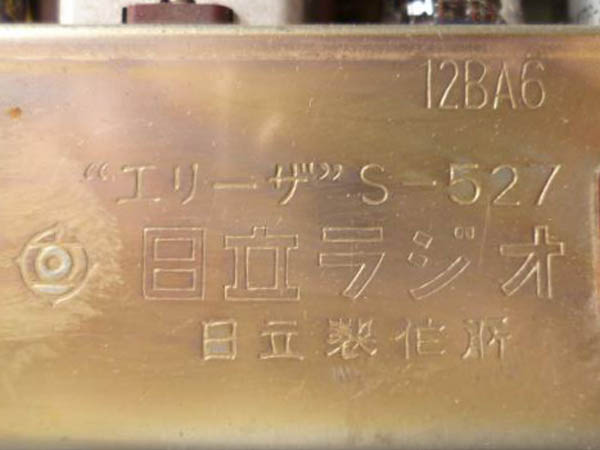 12BA6
“エリーザ” S-527
日立ラジオ
日立製作所